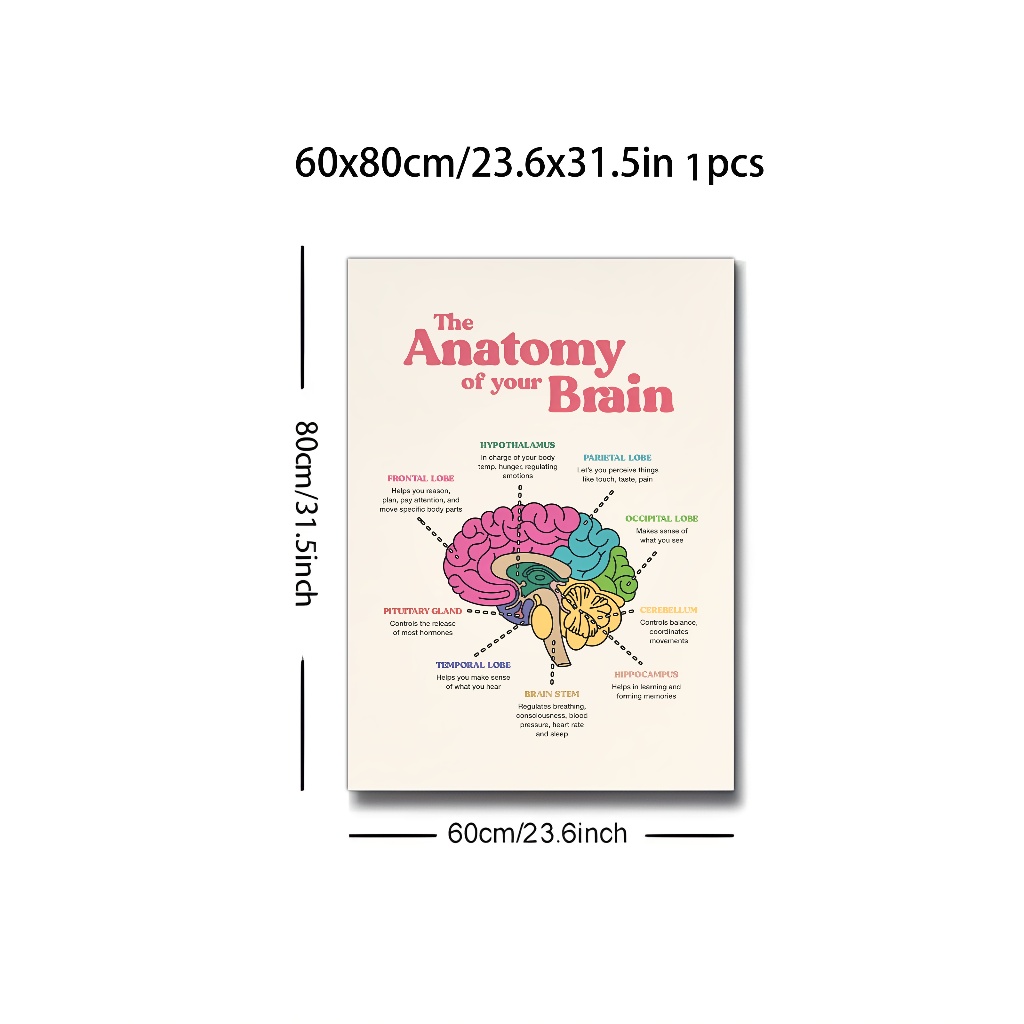 60x80cm/23.6x31.5in 1pcs
80cm/31.5inch
The
Anatomy
of your Brain
HYPOTHALAMUS
In charge of your body
temp. hunger, regulating
emotions
PARIETAL LOBE
Let's you perceive things
like touch, taste, pain
FRONTAL LOBE
Helps you reason,
plan, pay attention, and
move specific body parts
OCCIPITAL LOBE
Makes sense of
what you see
PITUITARY GLAND
Controls the release
of most hormones
CEREBELLUM
Controls balance,
coordinates
movements
TEMPORAL LOBE
Helps you make sense
of what you hear
HIPPOCAMPUS
Helps in learning and
forming memories
BRAIN STEM
Regulates breathing,
consciousness, blood
pressure, heart rate
and sleep
60cm/23.6inch